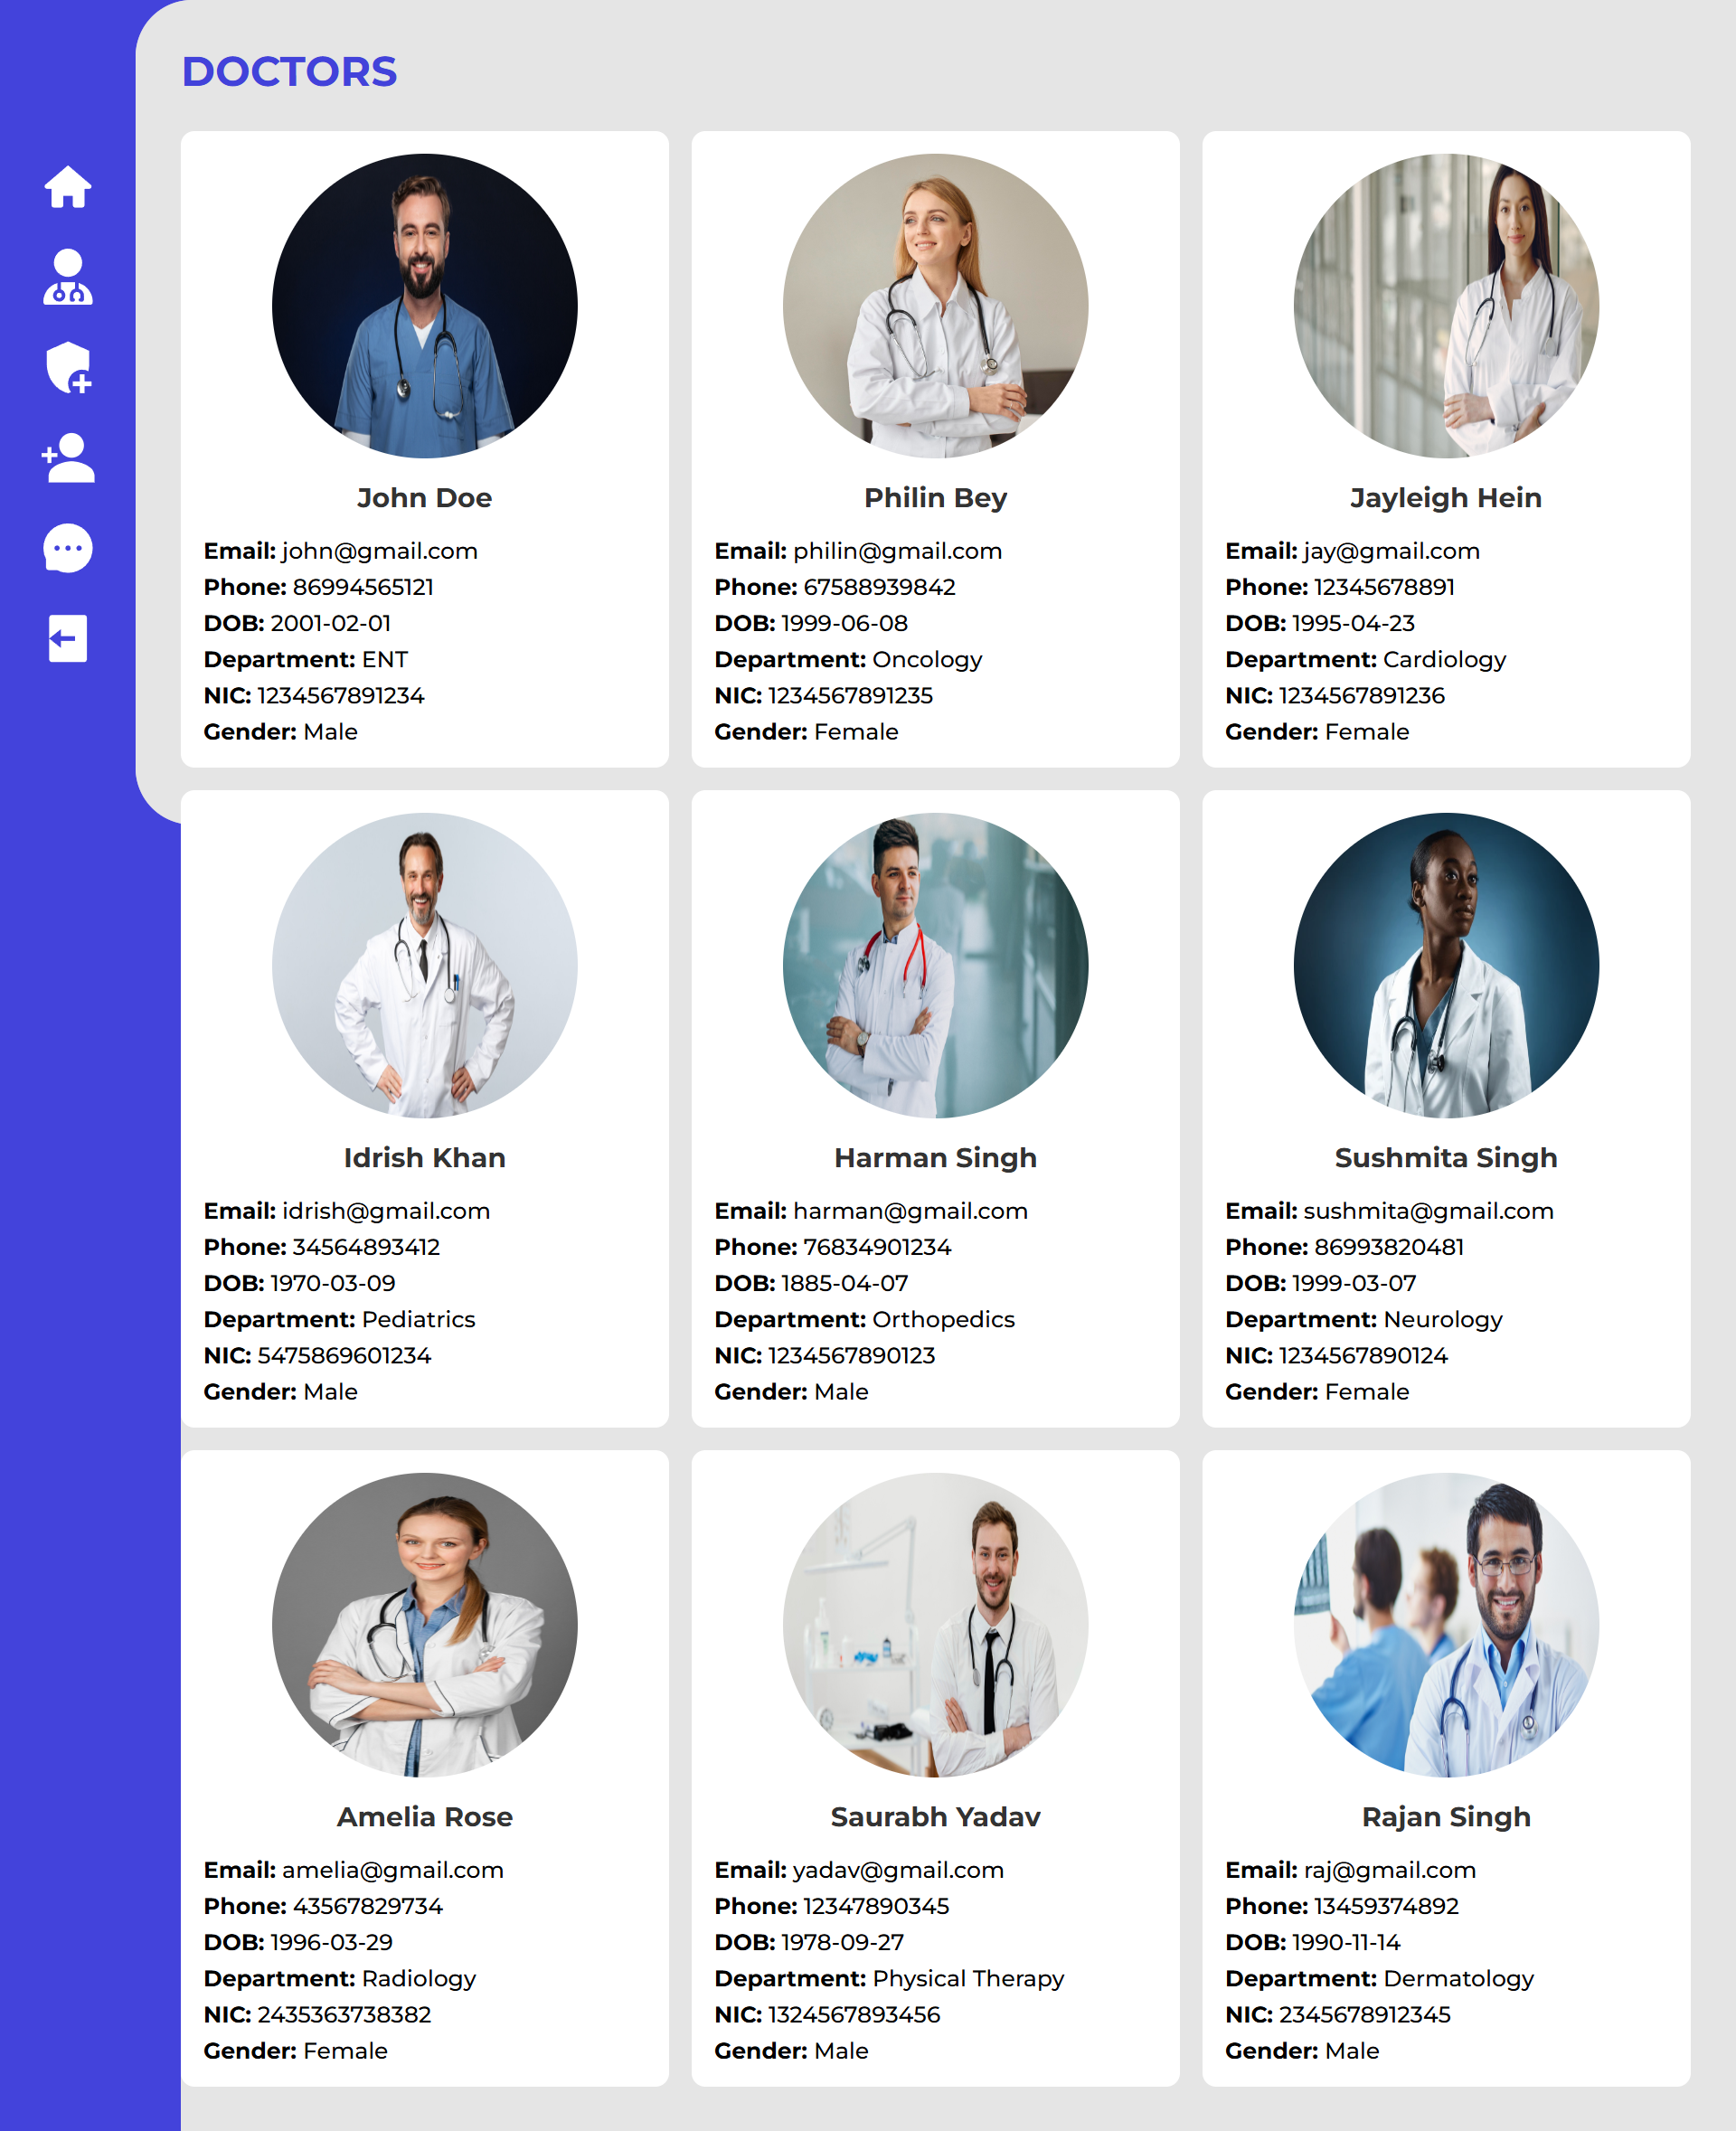 DOCTORS
John Doe
Email: john@gmail.com
Phone: 86994565121
DOB: 2001-02-01
Department: ENT
NIC: 1234567891234
Gender: Male
Philin Bey
Email: philin@gmail.com
Phone: 67588939842
DOB: 1999-06-08
Department: Oncology
NIC: 1234567891235
Gender: Female
Jayleigh Hein
Email: jay@gmail.com
Phone: 12345678891
DOB: 1995-04-23
Department: Cardiology
NIC: 1234567891236
Gender: Female
Idrish Khan
Email: idrish@gmail.com
Phone: 34564893412
DOB: 1970-03-09
Department: Pediatrics
NIC: 5475869601234
Gender: Male
Harman Singh
Email: harman@gmail.com
Phone: 76834901234
DOB: 1885-04-07
Department: Orthopedics
NIC: 1234567890123
Gender: Male
Sushmita Singh
Email: sushmita@gmail.com
Phone: 86993820481
DOB: 1999-03-07
Department: Neurology
NIC: 1234567890124
Gender: Female
Amelia Rose
Email: amelia@gmail.com
Phone: 43567829734
DOB: 1996-03-29
Department: Radiology
NIC: 2435363738382
Gender: Female
Saurabh Yadav
Email: yadav@gmail.com
Phone: 12347890345
DOB: 1978-09-27
Department: Physical Therapy
NIC: 1324567893456
Gender: Male
Rajan Singh
Email: raj@gmail.com
Phone: 13459374892
DOB: 1990-11-14
Department: Dermatology
NIC: 2345678912345
Gender: Male